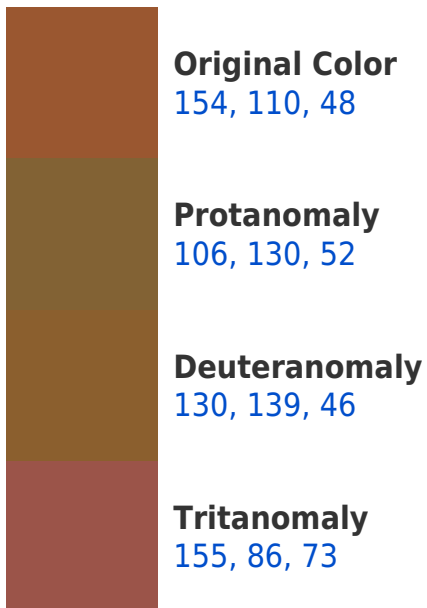 Original Color
154, 110, 48
Protanomaly
106, 130, 52
Deuteranomaly
130, 139, 46
Tritanomaly
155, 86, 73